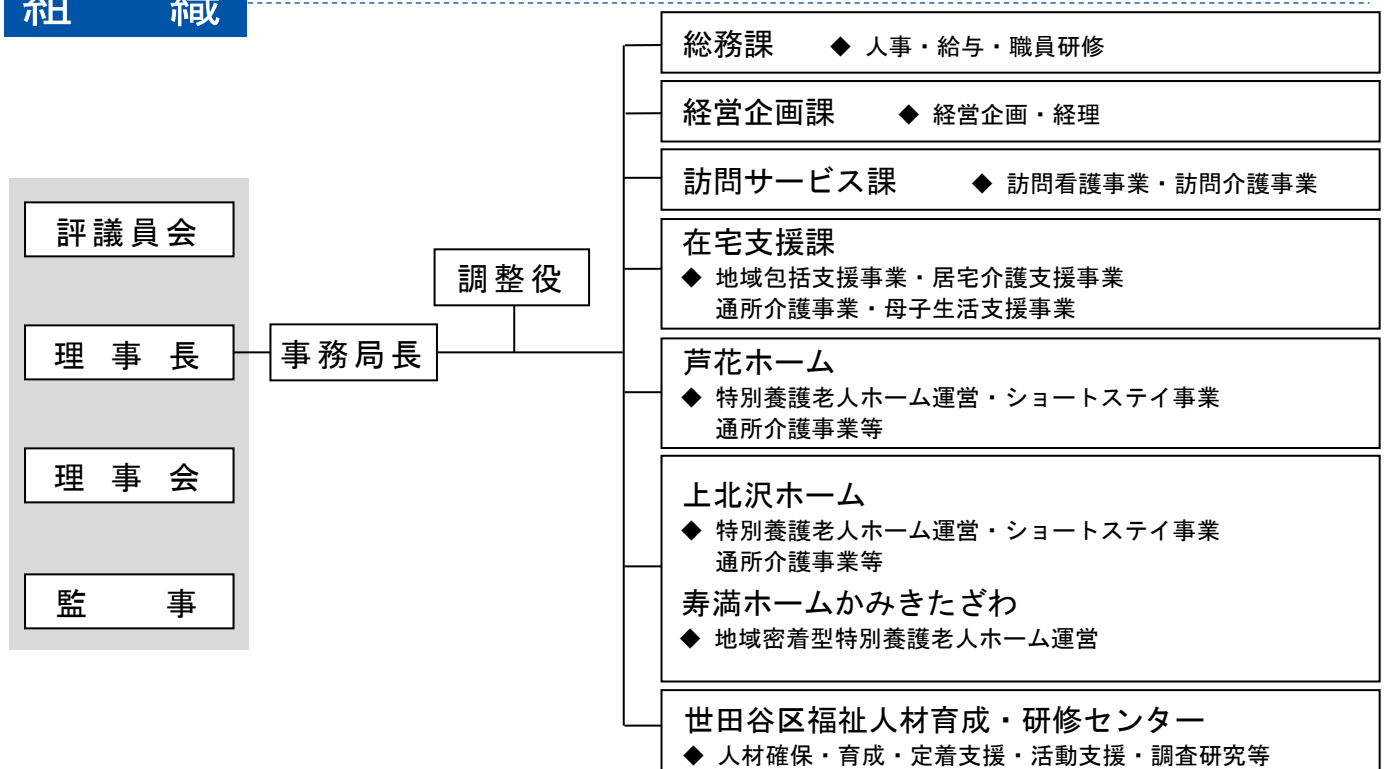 組　織
評議員会
理事長
理事会
監事
事務局長
調整役
総務課　◆ 人事・給与・職員研修
経営企画課　◆ 経営企画・経理
訪問サービス課　◆ 訪問看護事業・訪問介護事業
在宅支援課
◆ 地域包括支援事業・居宅介護支援事業
通所介護事業・母子生活支援事業
芦花ホーム
◆ 特別養護老人ホーム運営・ショートステイ事業
通所介護事業等
上北沢ホーム
◆ 特別養護老人ホーム運営・ショートステイ事業
通所介護事業等
寿満ホームかみきたざわ
◆ 地域密着型特別養護老人ホーム運営
世田谷区福祉人材育成・研修センター
◆ 人材確保・育成・定着支援・活動支援・調査研究等